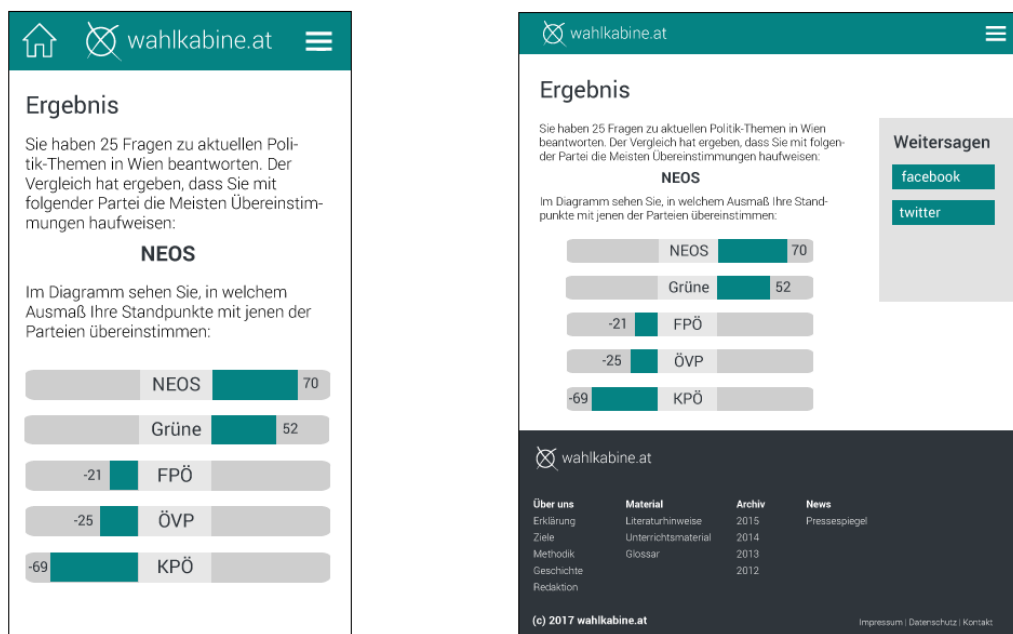 wahlkabine.at
Ergebnis
Sie haben 25 Fragen zu aktuellen Poli-
tik-Themen in Wien beantworten. Der
Vergleich hat ergeben, dass Sie mit
folgender Partei die Meisten Übereinstim-
mungen haufweisen:
NEOS
Im Diagramm sehen Sie, in welchem
Ausmaß Ihre Standpunkte mit jenen der
Parteien übereinstimmen:
NEOS 70
Grüne 52
-21 FPÖ
-25 ÖVP
-69 KPÖ
wahlkabine.at
Ergebnis
Sie haben 25 Fragen zu aktuellen Politik-Themen in Wien
beantworten. Der Vergleich hat ergeben, dass Sie mit folgen-
der Partei die Meisten Übereinstimmungen haufweisen:
NEOS
Im Diagramm sehen Sie, in welchem Ausmaß Ihre Stand-
punkte mit jenen der Parteien übereinstimmen:
NEOS 70
Grüne 52
-21 FPÖ
-25 ÖVP
-69 KPÖ
Weitersagen
facebook
twitter
wahlkabine.at
Über uns Material Archiv News
Erklärung Literaturhinweise 2015 Pressespiegel
Ziele Unterrichtsmaterial 2014
Methodik Glossar 2013
Geschichte 2012
Redaktion
(c) 2017 wahlkabine.at Impressum | Datenschutz | Kontakt